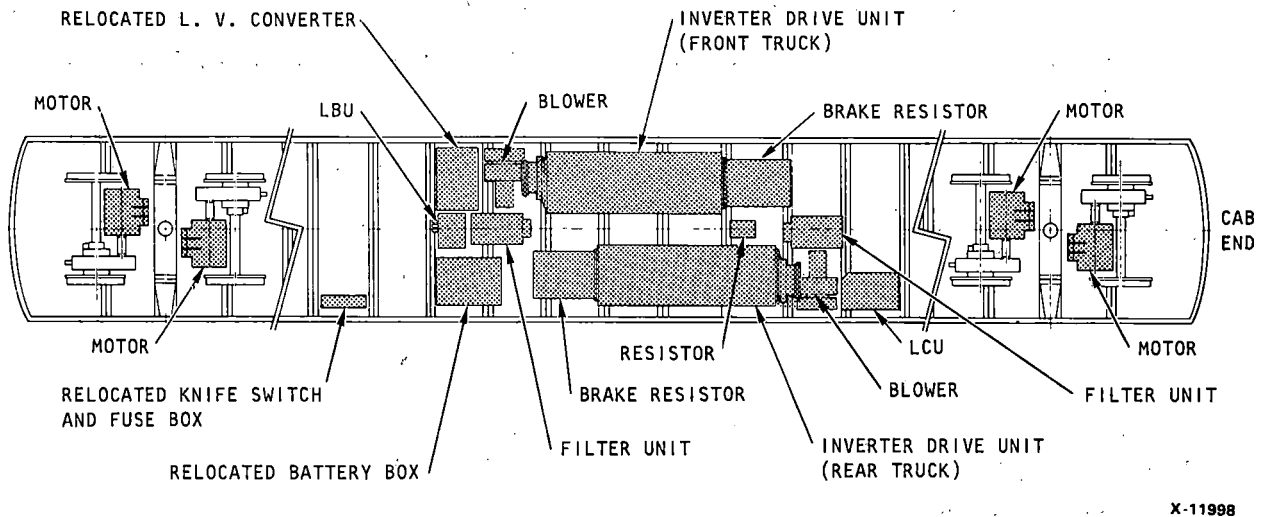 RELOCATED L. V. CONVERTER
INVERTER DRIVE UNIT
(FRONT TRUCK)
MOTOR
LBU
BLOWER
BRAKE RESISTOR
MOTOR
CAB
END
MOTOR
RESISTOR
LCU
MOTOR
RELOCATED KNIFE SWITCH
AND FUSE BOX
BRAKE RESISTOR
BLOWER
FILTER UNIT
FILTER UNIT
INVERTER DRIVE UNIT
(REAR TRUCK)
RELOCATED BATTERY BOX
X-11998